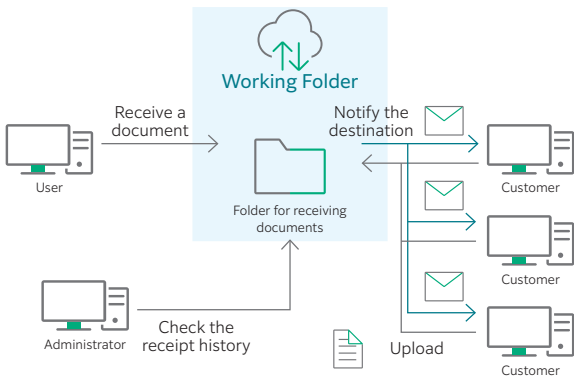 Working Folder
Receive a
document
Notify the
destination
User
Folder for receiving
documents
Customer
Customer
Administrator
Check the
receipt history
Upload
Customer